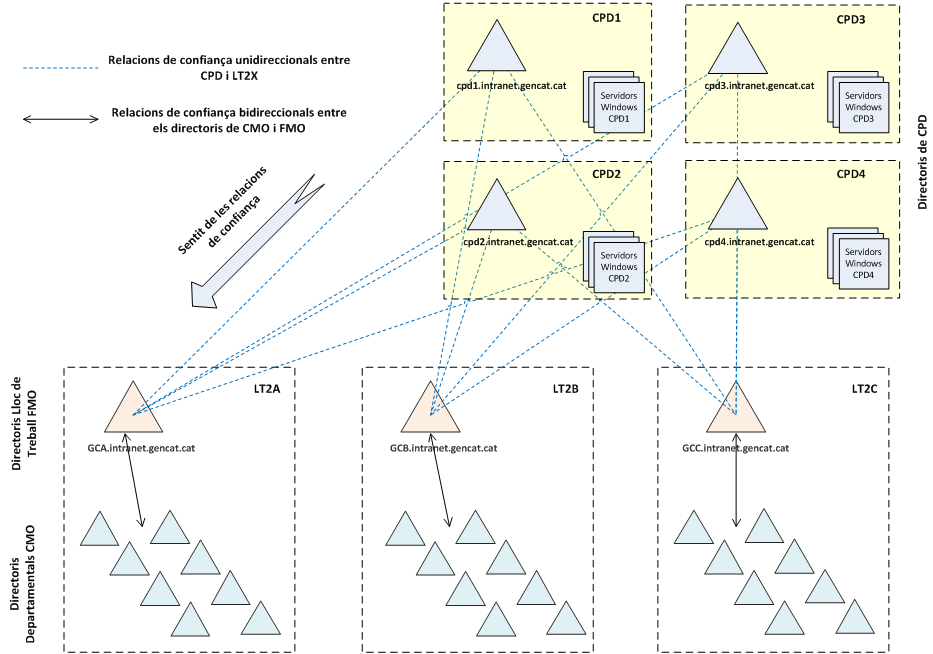 Relacions de confiança unidireccionals entre
CPD i LT2X
Relacions de confiança bidireccionals entre
els directoris de CMO i FMO
Sentit de les relacions
de confiança
CPD1
cpd1.intranet.gencat.cat
Servidors
Windows
CPD1
CPD3
cpd3.intranet.gencat.cat
Servidors
Windows
CPD3
CPD2
cpd2.intranet.gencat.cat
Servidors
Windows
CPD2
CPD4
cpd4.intranet.gencat.cat
Servidors
Windows
CPD4
Directoris de CPD
Directoris Lloc de
Treball FMO
LT2A
GCA.intranet.gencat.cat
LT2B
GCB.intranet.gencat.cat
LT2C
GCC.intranet.gencat.cat
Directoris
Departamentals CMO